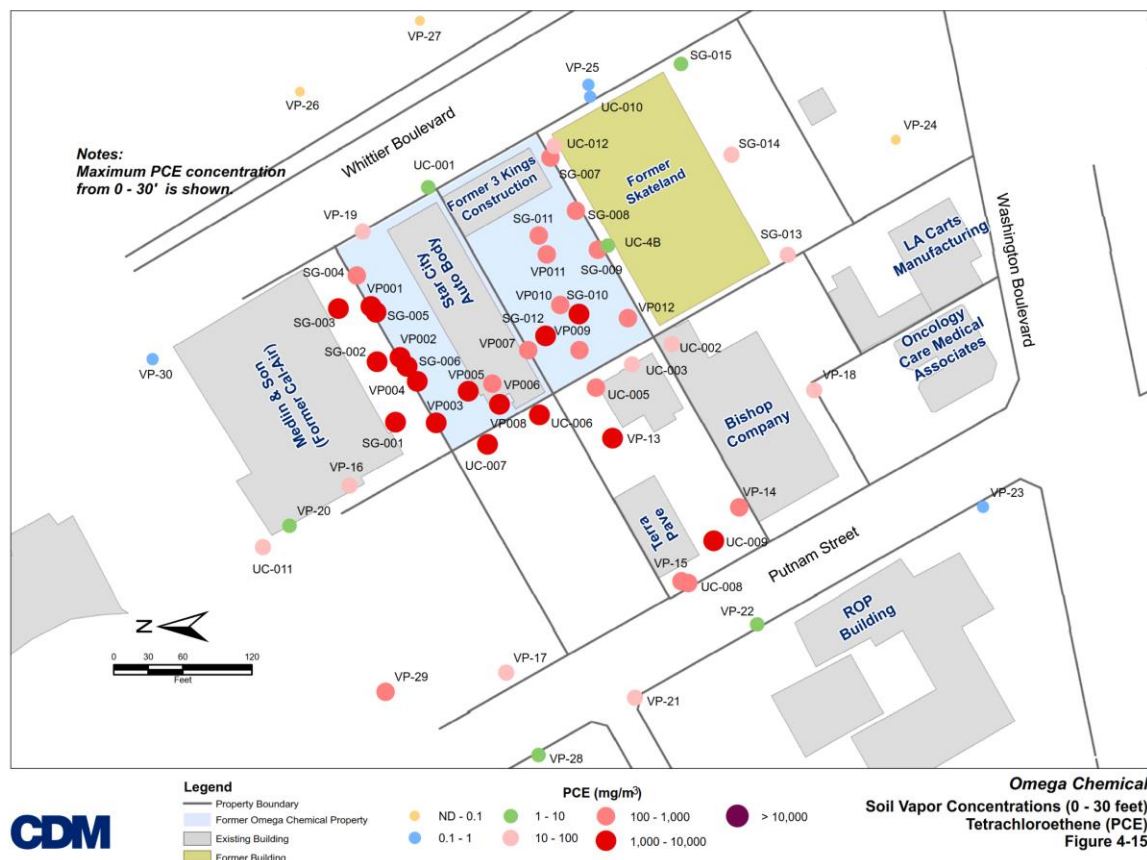 VP-27
SG-015
VP-25
VP-26
UC-010
Whittier Boulevard
VP-24
Notes:
Maximum PCE concentration
from 0 - 30' is shown.
UC-012
SG-014
UC-001
SG-007
Former 3 Kings
Construction
Former
Skateland
VP-19
SG-011
SG-008
Washington Boulevard
LA Carts
Manufacturing
UC-4B
SG-013
Star City
Auto Body
SG-004
VP011
SG-009
VP001
VP010
SG-010
SG-003
SG-005
SG-012
VP012
VP002
VP007
VP009
Oncology
Care Medical
Associates
SG-002
SG-006
UC-002
VP-30
VP005
VP006
UC-003
VP004
UC-005
VP-18
Medlin & Son
(Former Cal-Air)
VP003
VP008
UC-006
SG-001
VP-13
Bishop
Company
UC-007
VP-16
VP-14
VP-23
VP-20
Terra
Pave
UC-009
UC-011
VP-15
Putnam Street
UC-008
N
VP-22
ROP
Building
0 30 60 120
Feet
VP-17
VP-29
VP-21
VP-28
CDM
Legend
Property Boundary
Former Omega Chemical Property
Existing Building
Former Building
PCE (mg/m³)
ND - 0.1
1 - 10
100 - 1,000
> 10,000
0.1 - 1
10 - 100
1,000 - 10,000
Omega Chemical
Soil Vapor Concentrations (0 - 30 feet)
Tetrachloroethene (PCE)
Figure 4-15